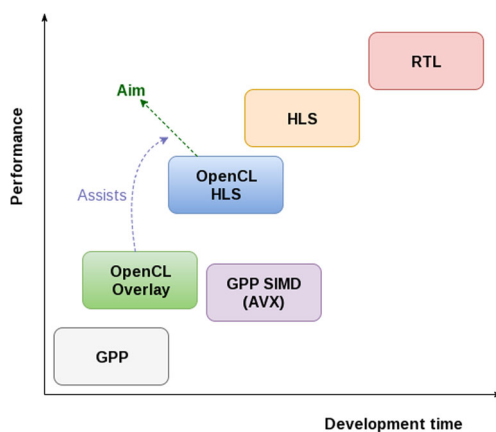 RTL
Aim
HLS
Performance
OpenCL
HLS
Assists
OpenCL
Overlay
GPP SIMD
(AVX)
GPP
Development time